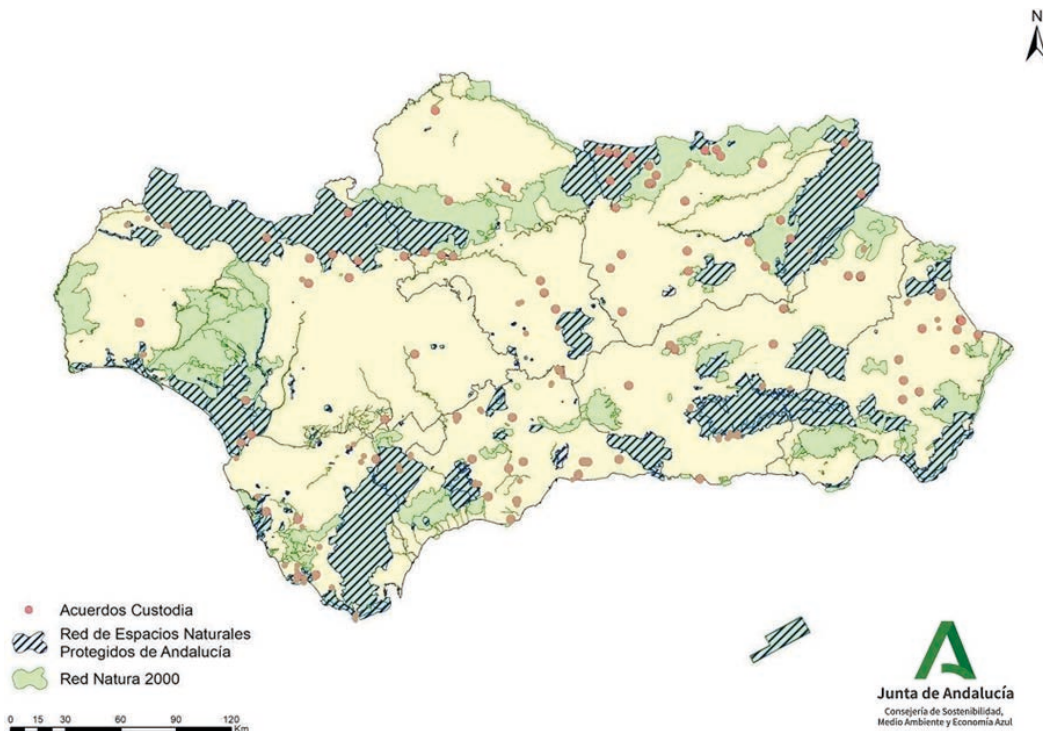 N
Acuerdos Custodia
Red de Espacios Naturales
Protegidos de Andalucía
Red Natura 2000
0 15 30 60 90 120
Km
Junta de Andalucía
Consejería de Sostenibilidad,
Medio Ambiente y Economía Azul